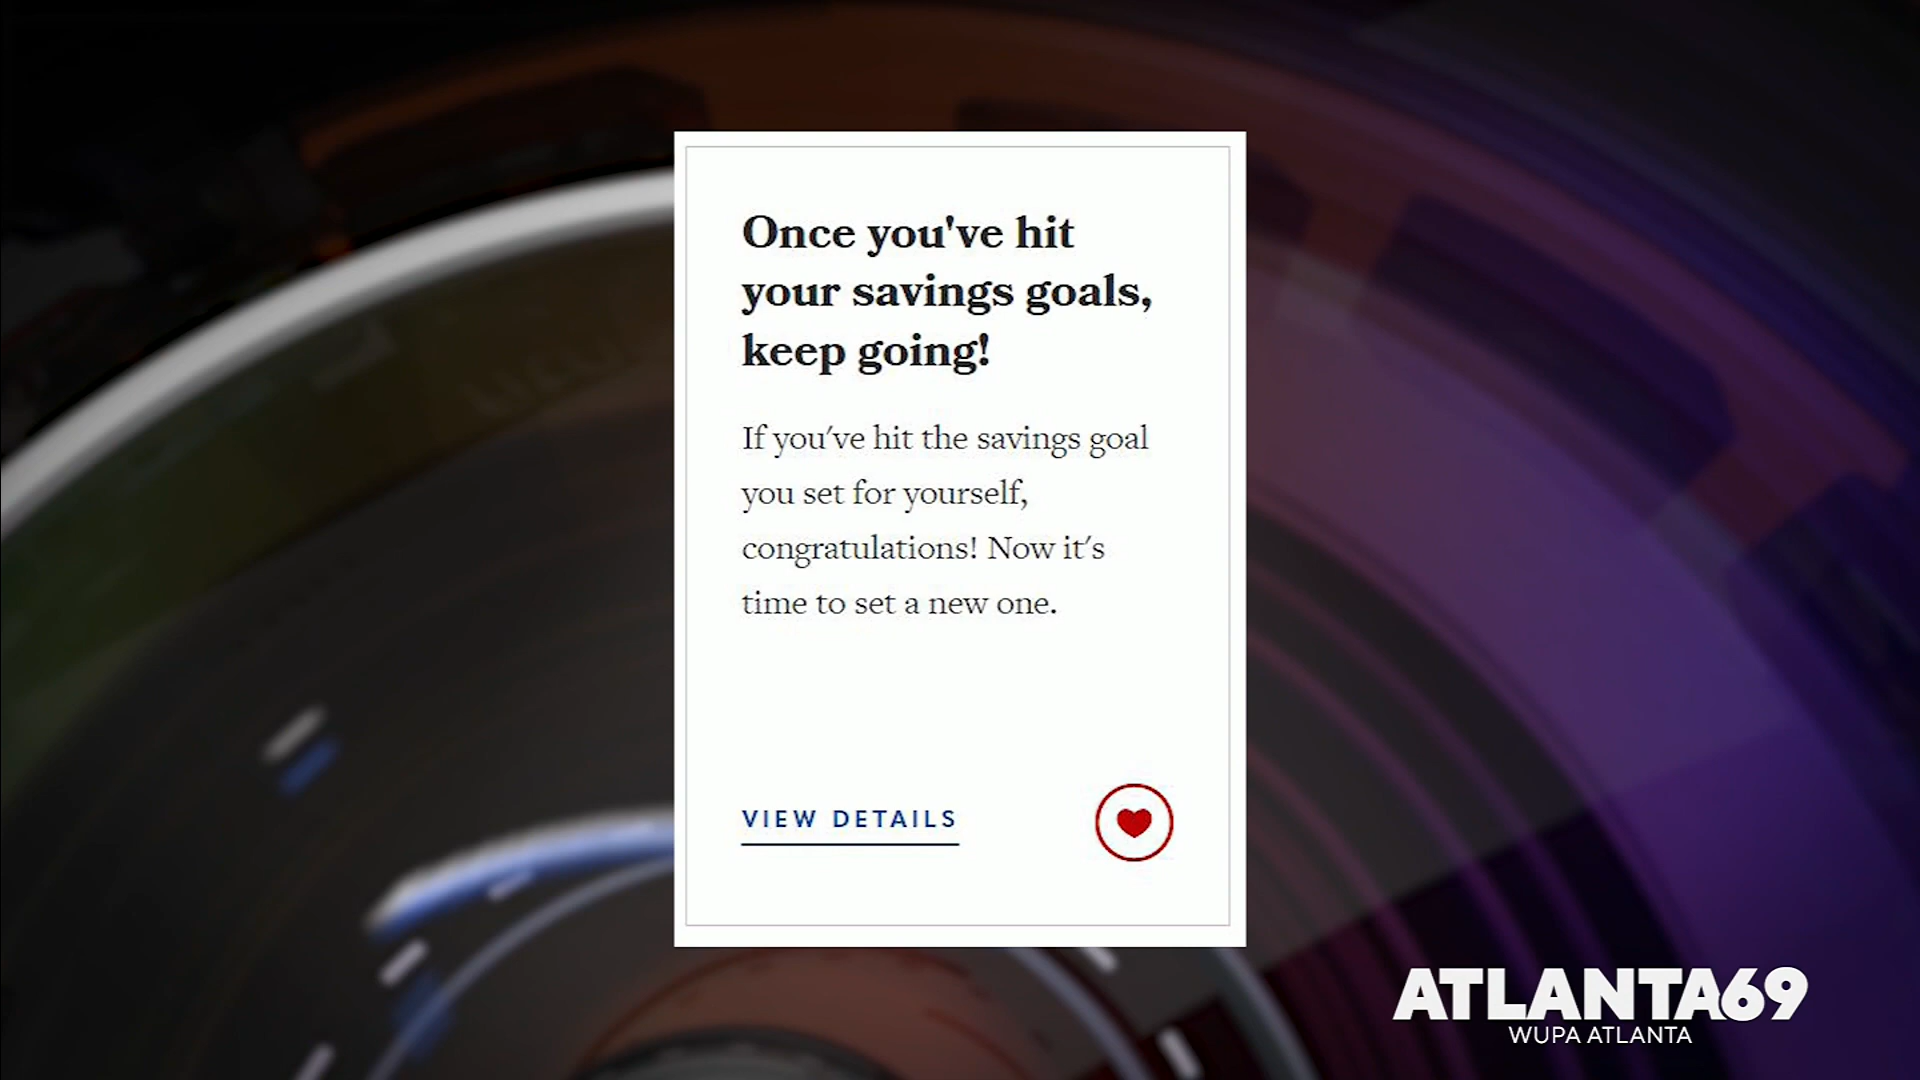 Once you've hit
your savings goals,
keep going!
If you've hit the savings goal
you set for yourself,
congratulations! Now it's
time to set a new one.
VIEW DETAILS
ATLANTA69
WUPA ATLANTA